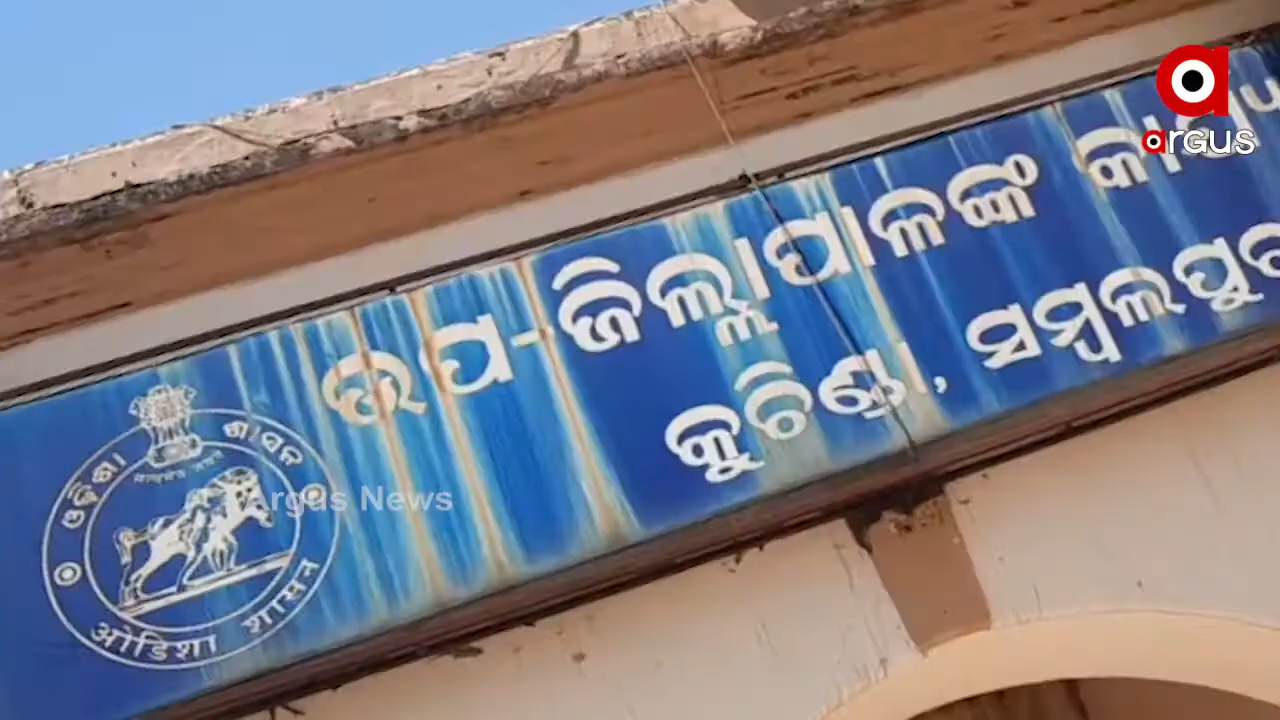 argus
ଉପ-ଜିଲ୍ଲାପାଳଙ୍କ
କୁଚିଣ୍ଡା, ସମ୍ବଲପୁର
ଓଡ଼ିଶା ଶାସନ
ओडिशा शासन
Argus News